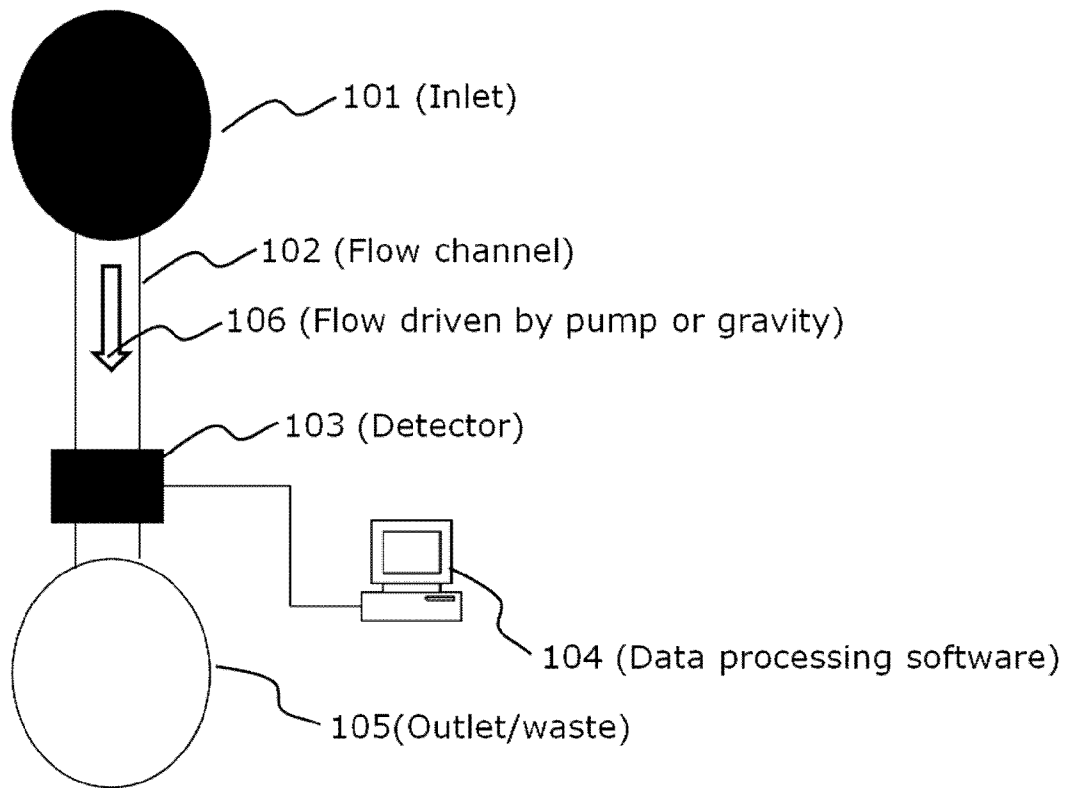 101 (Inlet)
102 (Flow channel)
106 (Flow driven by pump or gravity)
103 (Detector)
104 (Data processing software)
105(Outlet/waste)